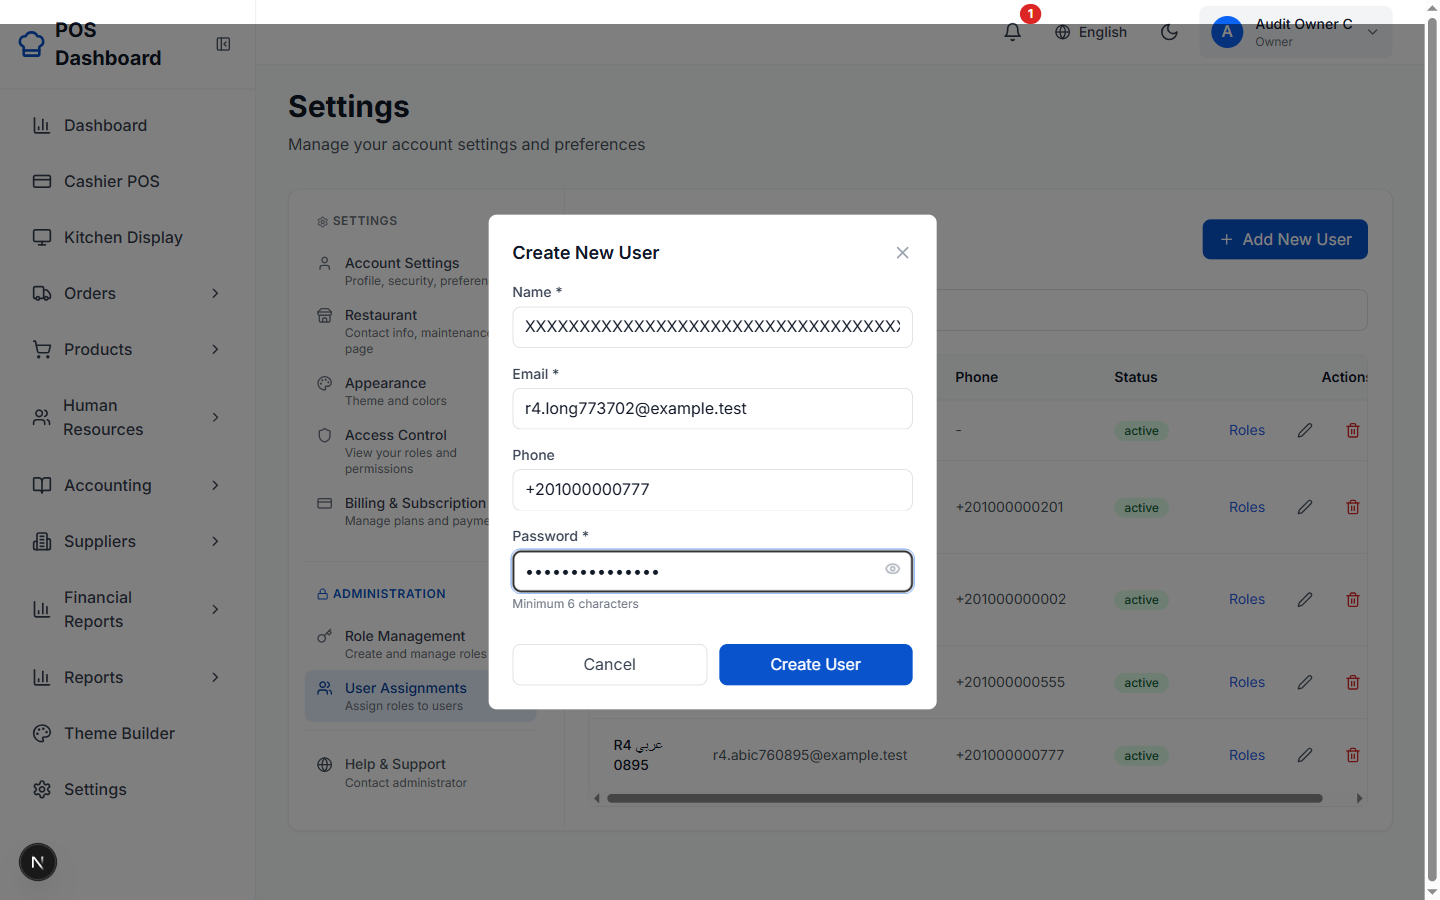 POS
Dashboard
1
English
A
Audit Owner C
Owner
Dashboard
Cashier POS
Kitchen Display
Orders
Products
Human
Resources
Accounting
Suppliers
Financial
Reports
Reports
Theme Builder
Settings
N
Settings
Manage your account settings and preferences
SETTINGS
Account Settings
Profile, security, preferen
Restaurant
Contact info, maintenance
page
Appearance
Theme and colors
Access Control
View your roles and
permissions
Billing & Subscription
Manage plans and payme
ADMINISTRATION
Role Management
Create and manage roles
User Assignments
Assign roles to users
Help & Support
Contact administrator
+ Add New User
Phone Status Actions
- active Roles
+201000000201 active Roles
+201000000002 active Roles
+201000000555 active Roles
R4 عربي
0895
r4.abic760895@example.test +201000000777 active Roles
Create New User
Name *
Email *
r4.long773702@example.test
Phone
+201000000777
Password *
•••••••••••••••
Minimum 6 characters
Cancel
Create User